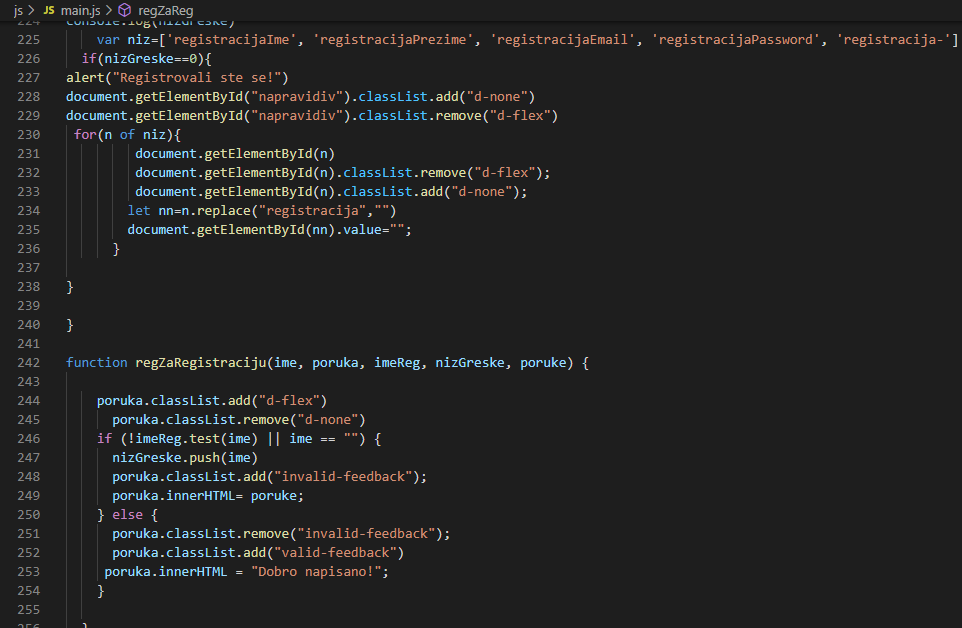 js > JS main.js > regZaReg
224 console.log(nizGreske)
225 var niz=['registracijaIme', 'registracijaPrezime', 'registracijaEmail', 'registracijaPassword', 'registracija-']
226 if(nizGreske==0){
227 alert("Registrovali ste se!")
228 document.getElementById("napravidiv").classList.add("d-none")
229 document.getElementById("napravidiv").classList.remove("d-flex")
230 for(n of niz){
231 document.getElementById(n)
232 document.getElementById(n).classList.remove("d-flex");
233 document.getElementById(n).classList.add("d-none");
234 let nn=n.replace("registracija","")
235 document.getElementById(nn).value="";
236 }
237
238 }
239
240 }
241
242 function regZaRegistraciju(ime, poruka, imeReg, nizGreske, poruke) {
243
244 poruka.classList.add("d-flex")
245 poruka.classList.remove("d-none")
246 if (!imeReg.test(ime) || ime == "") {
247 nizGreske.push(ime)
248 poruka.classList.add("invalid-feedback");
249 poruka.innerHTML= poruke;
250 } else {
251 poruka.classList.remove("invalid-feedback");
252 poruka.classList.add("valid-feedback")
253 poruka.innerHTML = "Dobro napisano!";
254 }
255
256 }